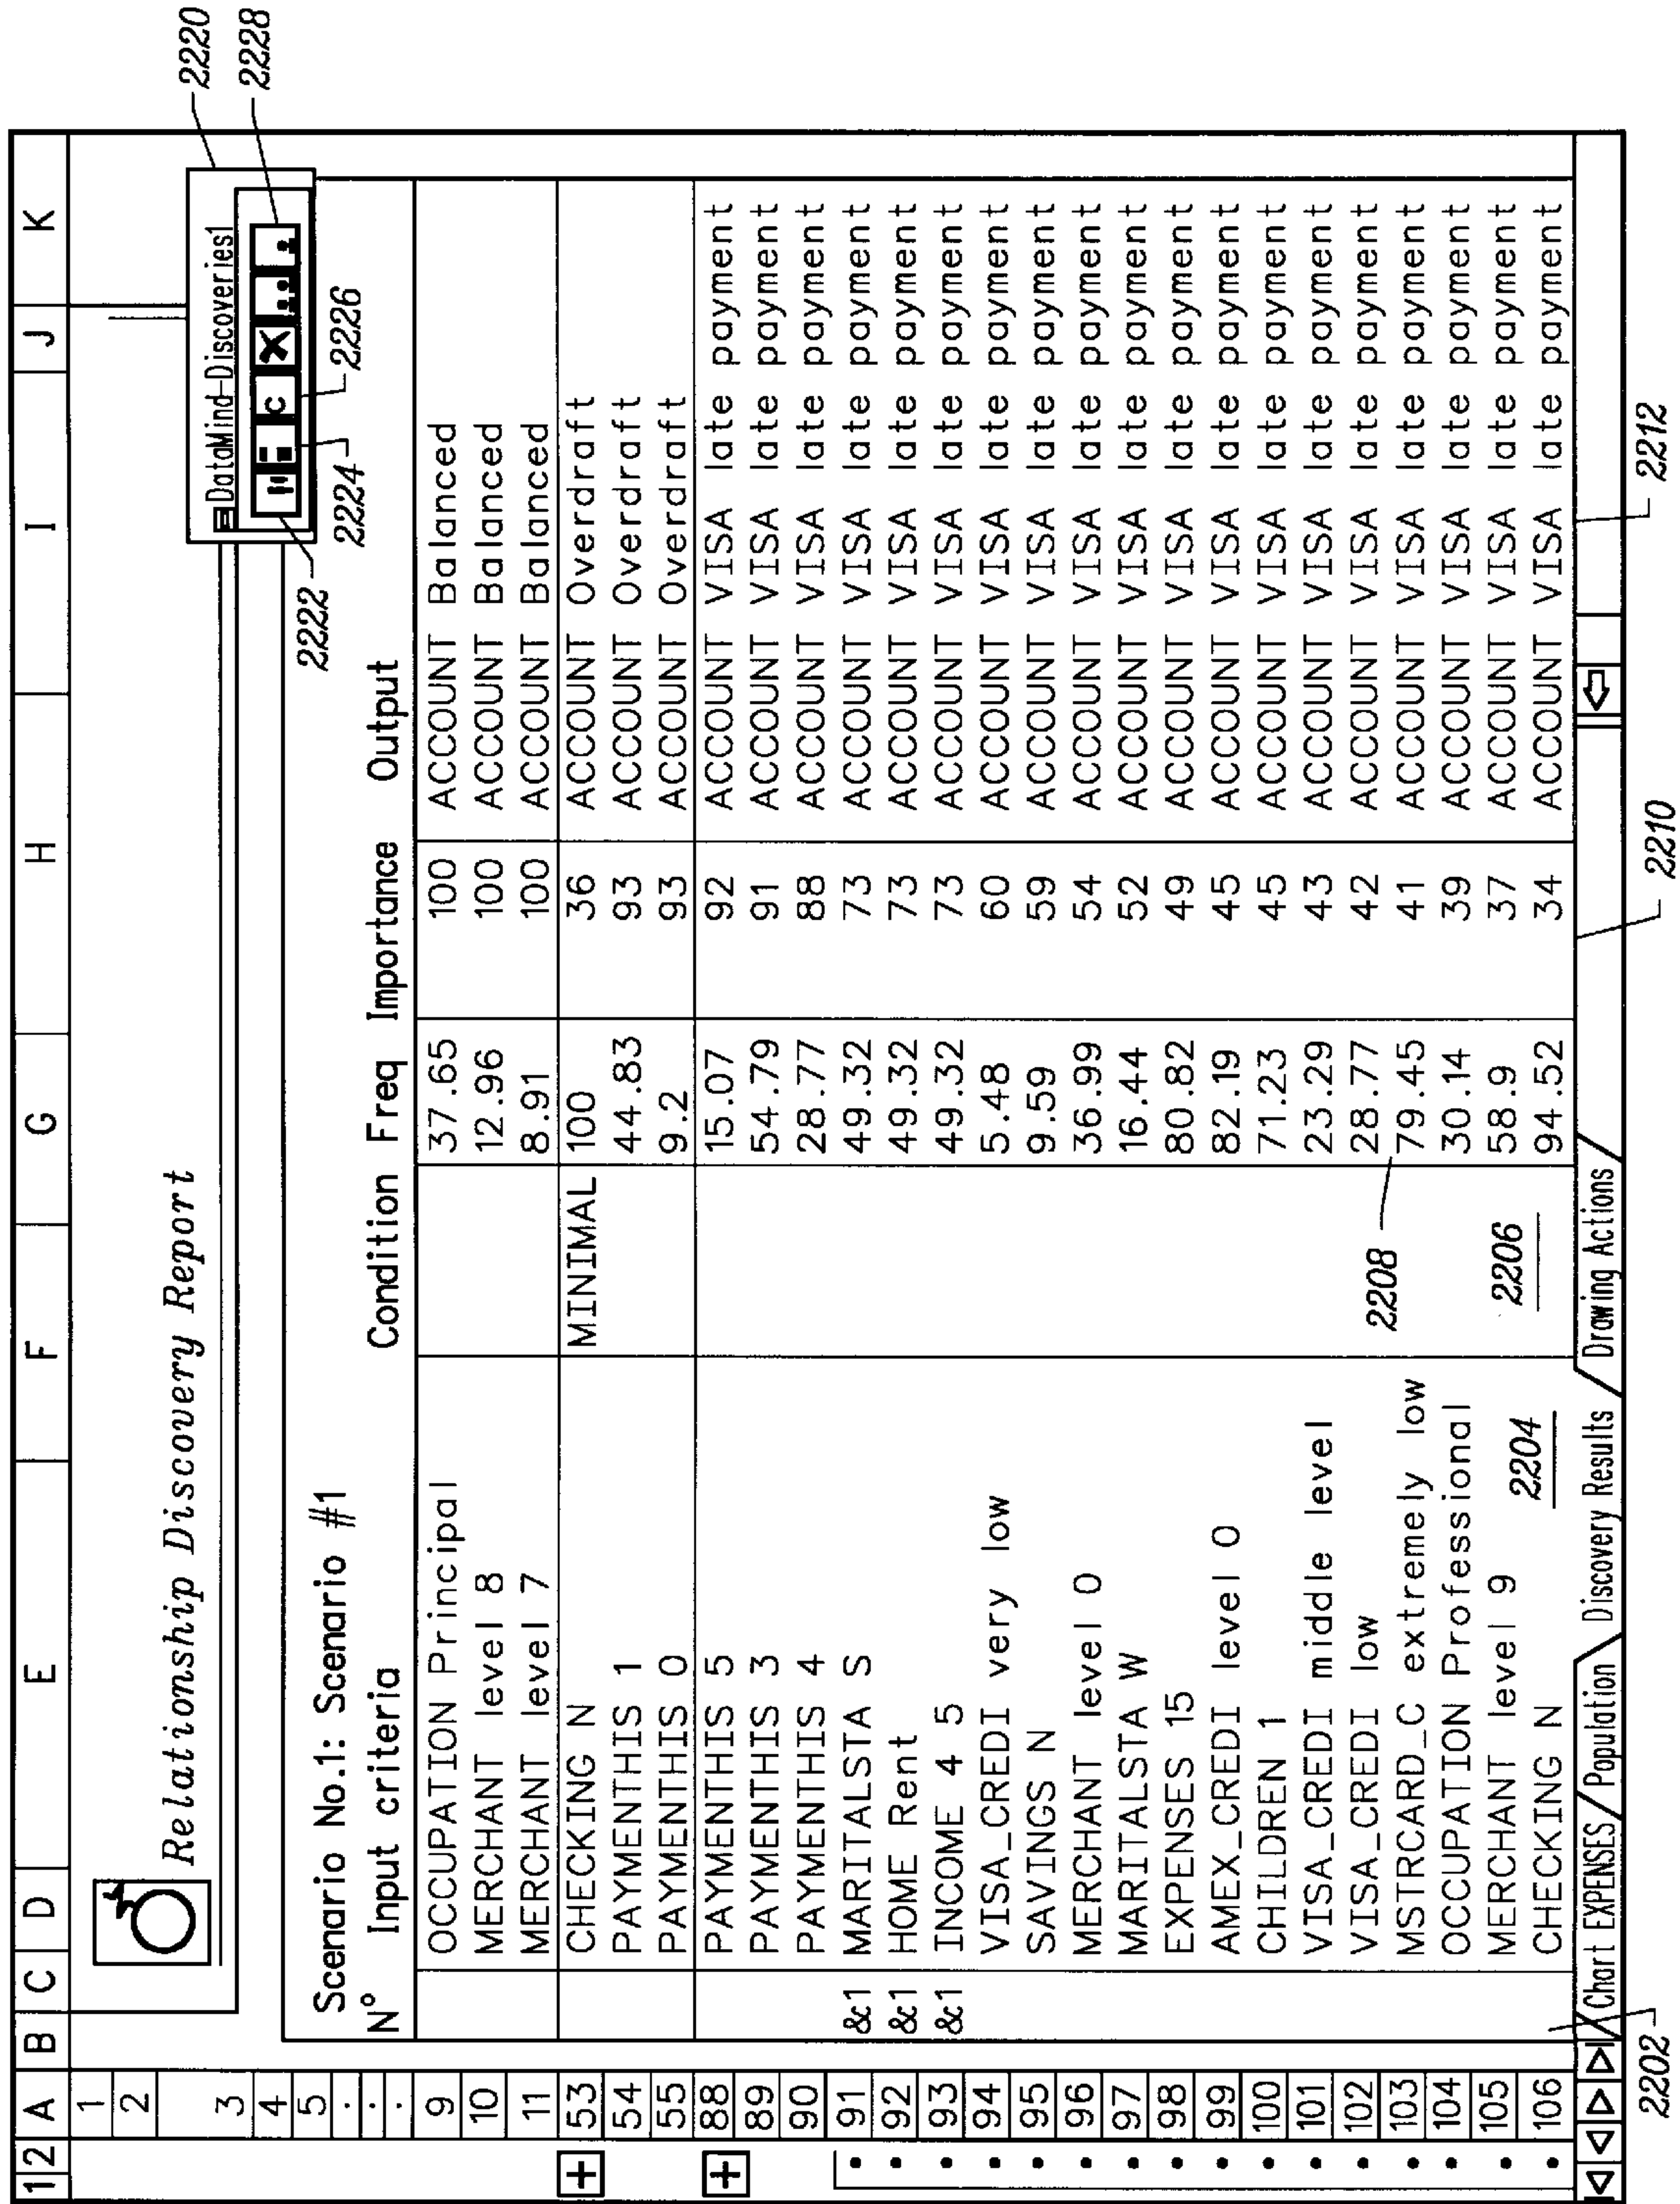 12 A B C D E F G H I J K
1
2
3 Relationship Discovery Report
DataMind-Discoveries1
2220
2228
2222
2224
2226
4
5 Scenario No.1: Scenario #1
N° Input criteria Condition Freq Importance Output
9 OCCUPATION Principal 37.65 100 ACCOUNT Balanced
10 MERCHANT level 8 12.96 100 ACCOUNT Balanced
11 MERCHANT level 7 8.91 100 ACCOUNT Balanced
+ 53 CHECKING N MINIMAL 100 36 ACCOUNT Overdraft
54 PAYMENTHIS 1 44.83 93 ACCOUNT Overdraft
55 PAYMENTHIS 0 9.2 93 ACCOUNT Overdraft
+ 88 PAYMENTHIS 5 15.07 92 ACCOUNT VISA late payment
89 PAYMENTHIS 3 54.79 91 ACCOUNT VISA late payment
90 PAYMENTHIS 4 28.77 88 ACCOUNT VISA late payment
91 &1 MARITALSTA S 49.32 73 ACCOUNT VISA late payment
92 &1 HOME Rent 49.32 73 ACCOUNT VISA late payment
93 &1 INCOME 4 5 49.32 73 ACCOUNT VISA late payment
94 VISA_CREDI very low 5.48 60 ACCOUNT VISA late payment
95 SAVINGS N 9.59 59 ACCOUNT VISA late payment
96 MERCHANT level 0 36.99 54 ACCOUNT VISA late payment
97 MARITALSTA W 16.44 52 ACCOUNT VISA late payment
98 EXPENSES 15 80.82 49 ACCOUNT VISA late payment
99 AMEX_CREDI level 0 82.19 45 ACCOUNT VISA late payment
100 CHILDREN 1 71.23 45 ACCOUNT VISA late payment
101 VISA_CREDI middle level 23.29 43 ACCOUNT VISA late payment
102 VISA_CREDI low 28.77 42 ACCOUNT VISA late payment
103 MSTRCARD_C extremely low 79.45 41 ACCOUNT VISA late payment
104 OCCUPATION Professional 30.14 39 ACCOUNT VISA late payment
105 MERCHANT level 9 58.9 37 ACCOUNT VISA late payment
106 CHECKING N 94.52 34 ACCOUNT VISA late payment
2208
2204
2206
Chart EXPENSES Population Discovery Results Drawing Actions
2202
2210
2212